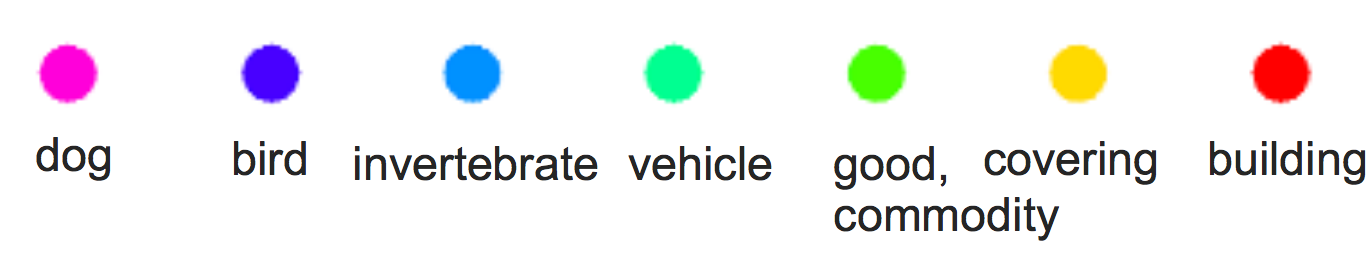 dog
bird
invertebrate
vehicle
good,
commodity
covering
building